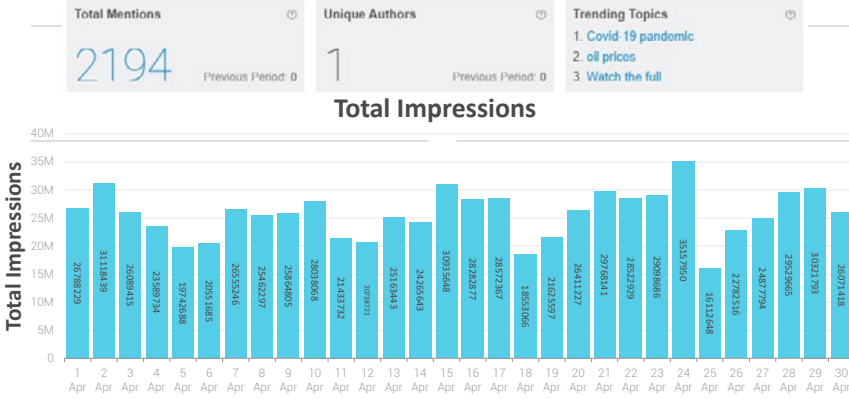 Total Mentions
2194
Previous Period: 0
Unique Authors
1
Previous Period: 0
Trending Topics
1. Covid-19 pandemic
2. oil prices
3. Watch the full
Total Impressions
Total Impressions
40M
35M
30M
25M
20M
15M
10M
5M
0
26788229
31118439
26089415
23589734
19742688
20551685
26555246
25462297
25864805
28038068
21433732
20738721
25163443
24265643
30935648
28282877
28572367
18553066
21625597
26411227
29768141
28522929
29098686
35157950
16112648
22782516
24877794
29529665
30321793
26071418
1 Apr
2 Apr
3 Apr
4 Apr
5 Apr
6 Apr
7 Apr
8 Apr
9 Apr
10 Apr
11 Apr
12 Apr
13 Apr
14 Apr
15 Apr
16 Apr
17 Apr
18 Apr
19 Apr
20 Apr
21 Apr
22 Apr
23 Apr
24 Apr
25 Apr
26 Apr
27 Apr
28 Apr
29 Apr
30 Apr